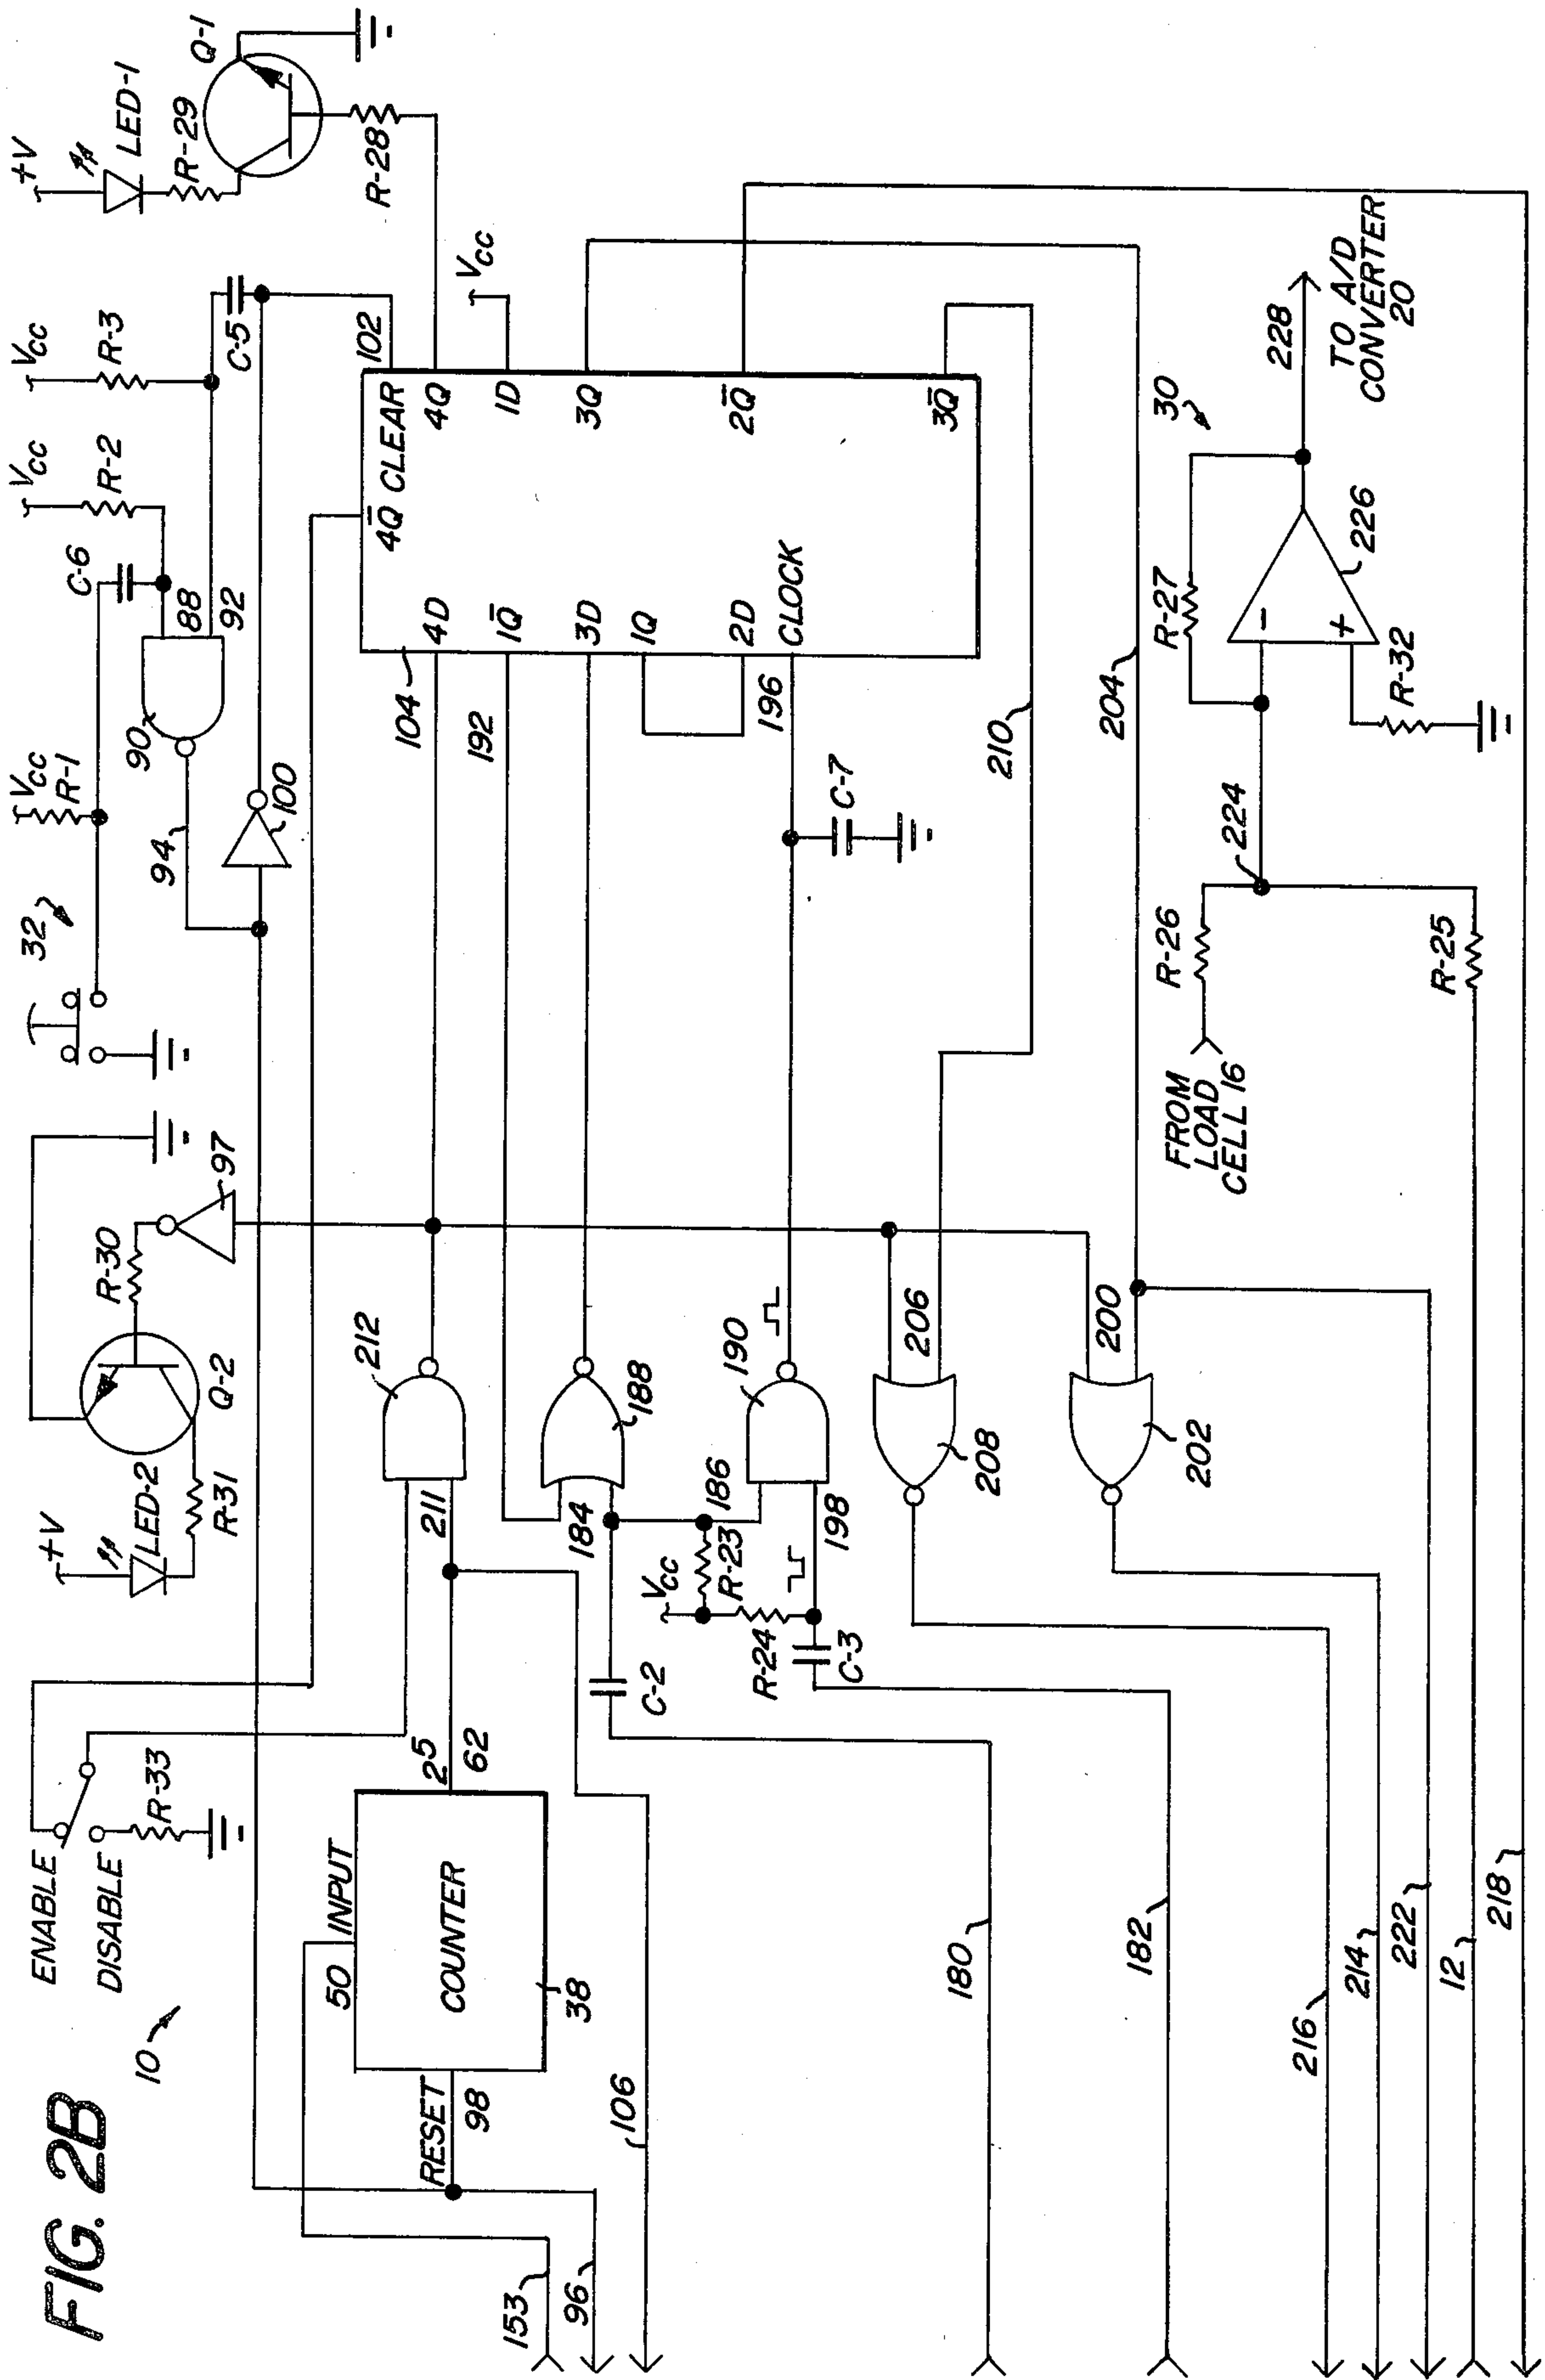 FIG. 2B
10
ENABLE
DISABLE
R-33
+V
LED-2
R-31
Q-2
R-30
97
32
Vcc
R-1
C-6
Vcc
R-2
Vcc
R-3
90
88
92
94
100
C-5
102
+V
LED-1
R-29
Q-1
R-28
153
96
RESET
98
50 INPUT
COUNTER
38
25
62
106
211
212
104
4D
4Q̅ CLEAR
4Q
192
1Q̅
1D
Vcc
3D
3Q
1Q
2D
2Q̅
196
CLOCK
3Q̅
184
188
C-2
Vcc
R-23
186
190
R-24
198
C-3
C-7
180
182
206
208
210
200
202
204
216
214
222
12
218
FROM
LOAD
CELL 16
R-26
R-25
224
R-27
R-32
−
+
226
30
228
TO A/D
CONVERTER
20